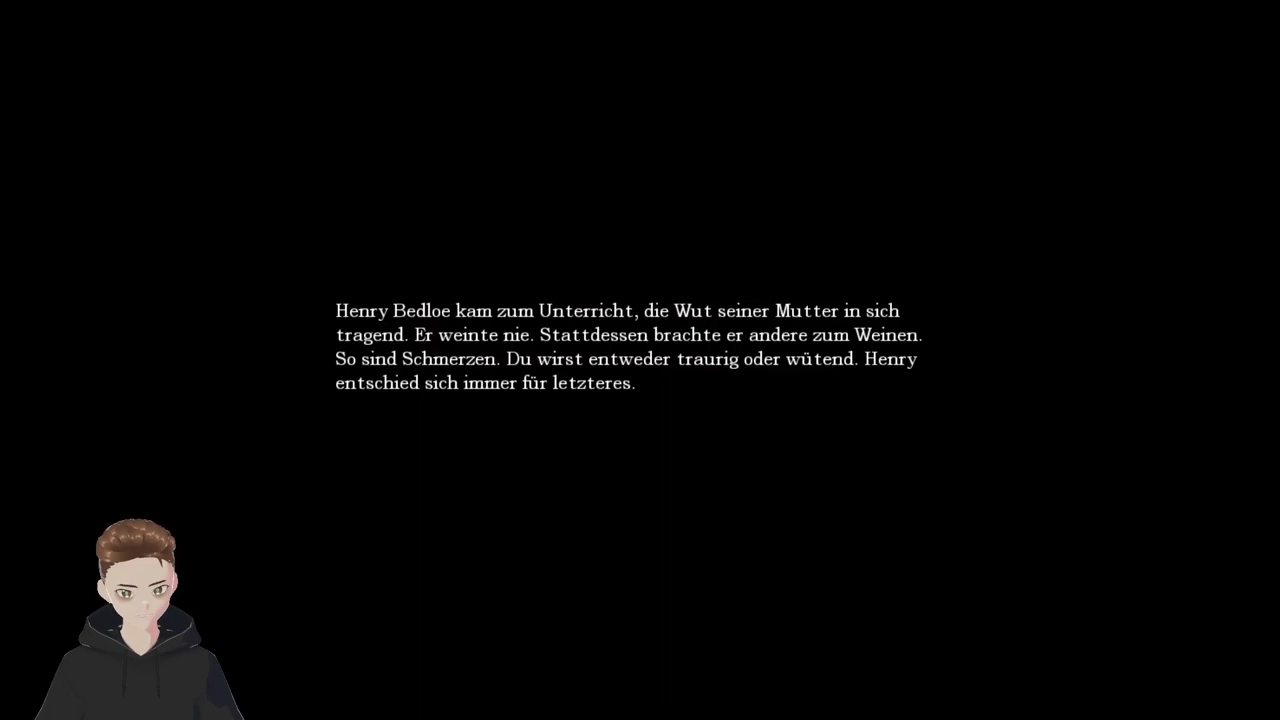 Henry Bedloe kam zum Unterricht, die Wut seiner Mutter in sich
tragend. Er weinte nie. Stattdessen brachte er andere zum Weinen.
So sind Schmerzen. Du wirst entweder traurig oder wütend. Henry
entschied sich immer für letzteres.